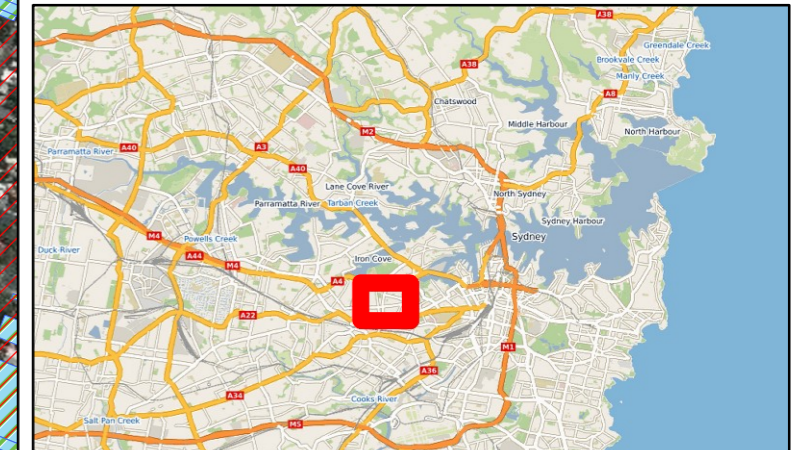 A38
Greendale Creek
Brookvale Creek
A38
Manly Creek
A8
Chatswood
Middle Harbour
M2
North Harbour
A40
A3
Parramatta River
A40
Lane Cove River
North Sydney
Parramatta River
Tarban Creek
Sydney Harbour
M4
Powells Creek
Sydney
Duck River
A44
Iron Cove
M4
A4
A22
M1
A36
A34
Cooks River
Salt Pan Creek
M5